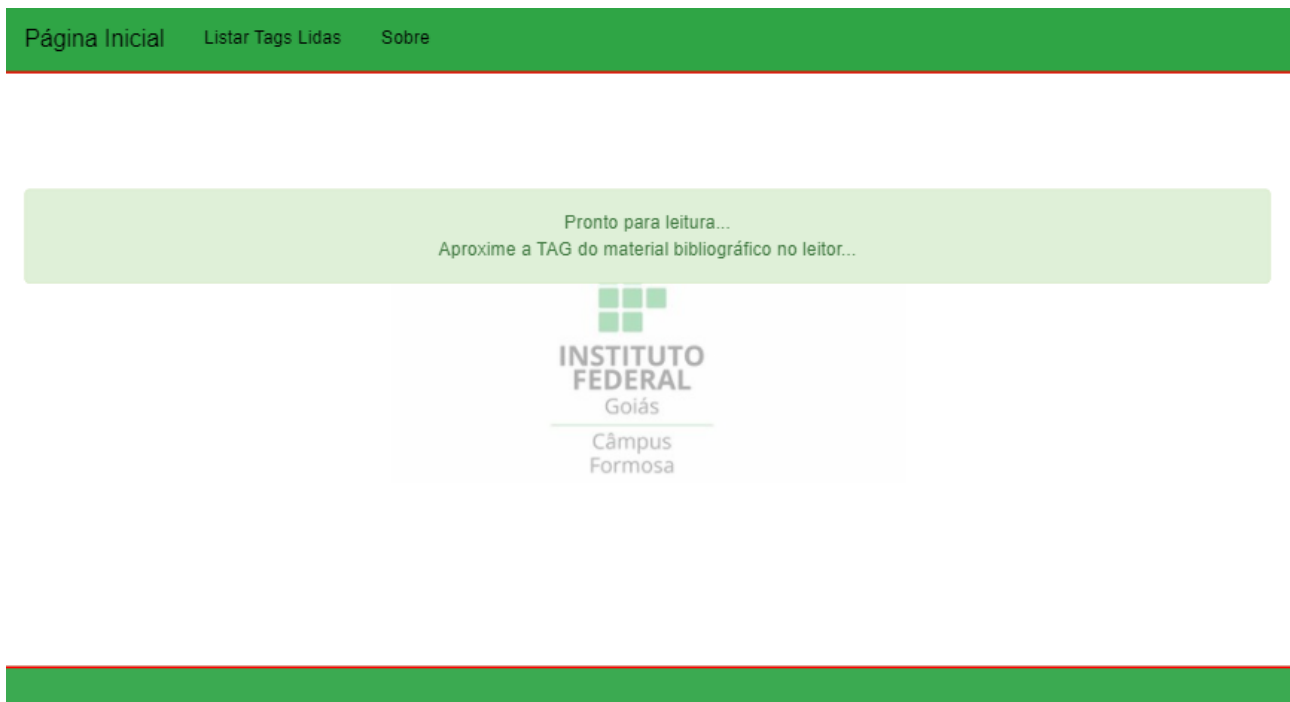 Página Inicial Listar Tags Lidas Sobre
Pronto para leitura...
Aproxime a TAG do material bibliográfico no leitor...
INSTITUTO
FEDERAL
Goiás
Câmpus
Formosa